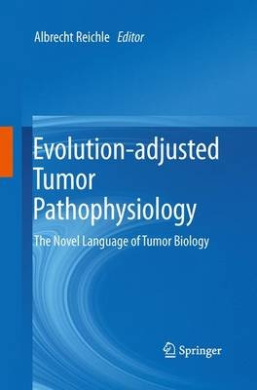 Albrecht Reichle Editor
Evolution-adjusted
Tumor
Pathophysiology
The Novel Language of Tumor Biology
Springer